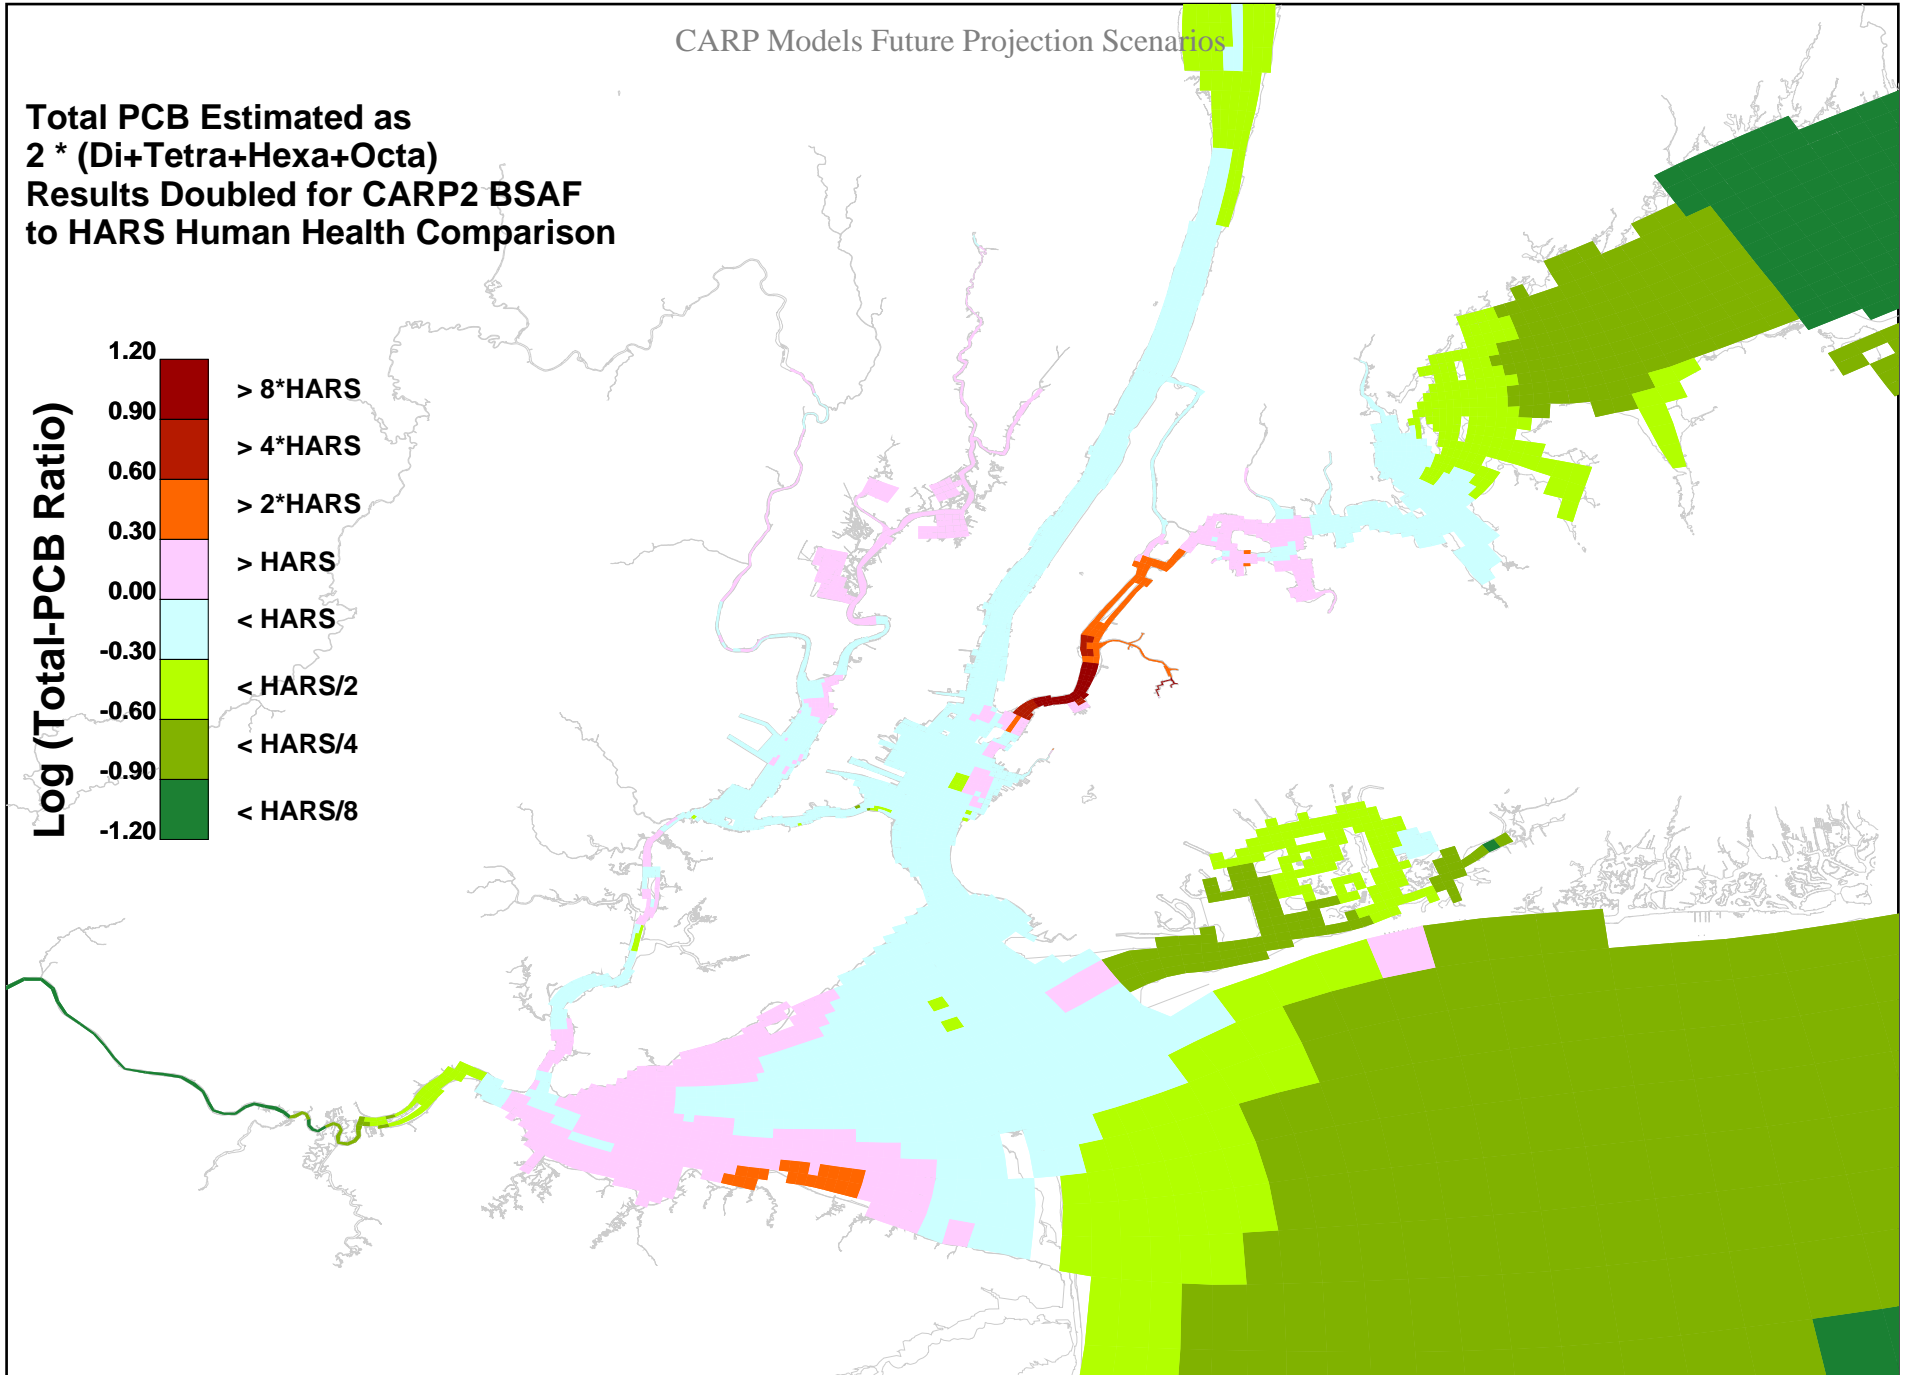 CARP Models Future Projection Scenarios
Total PCB Estimated as
2 * (Di+Tetra+Hexa+Octa)
Results Doubled for CARP2 BSAF
to HARS Human Health Comparison
Log (Total-PCB Ratio)
1.20
0.90
0.60
0.30
0.00
-0.30
-0.60
-0.90
-1.20
> 8*HARS
> 4*HARS
> 2*HARS
> HARS
< HARS
< HARS/2
< HARS/4
< HARS/8